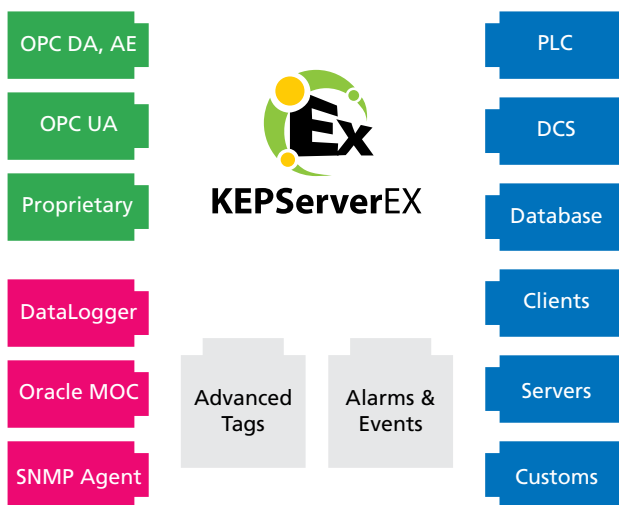 OPC DA, AE
OPC UA
Proprietary
DataLogger
Oracle MOC
SNMP Agent
Ex
KEPServerEX
Advanced
Tags
Alarms &
Events
PLC
DCS
Database
Clients
Servers
Customs